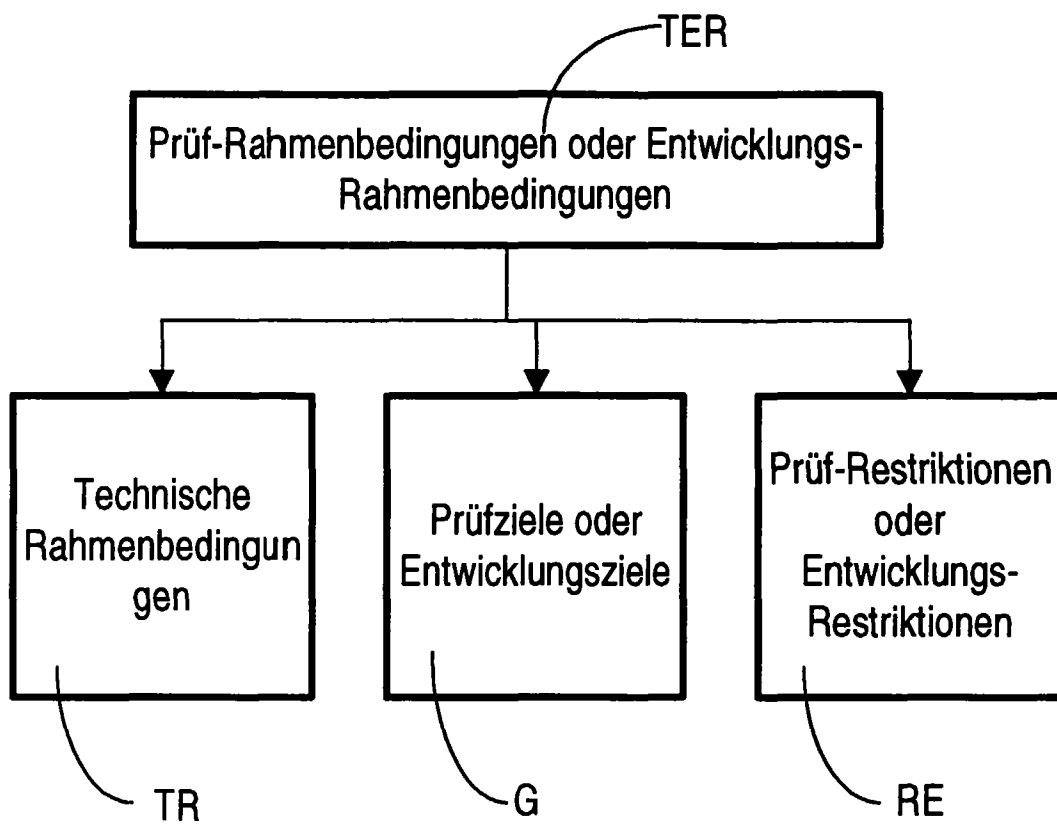 TER
Prüf-Rahmenbedingungen oder Entwicklungs-
Rahmenbedingungen
Technische
Rahmenbedingun
gen
Prüfziele oder
Entwicklungsziele
Prüf-Restriktionen
oder
Entwicklungs-
Restriktionen
TR
G
RE